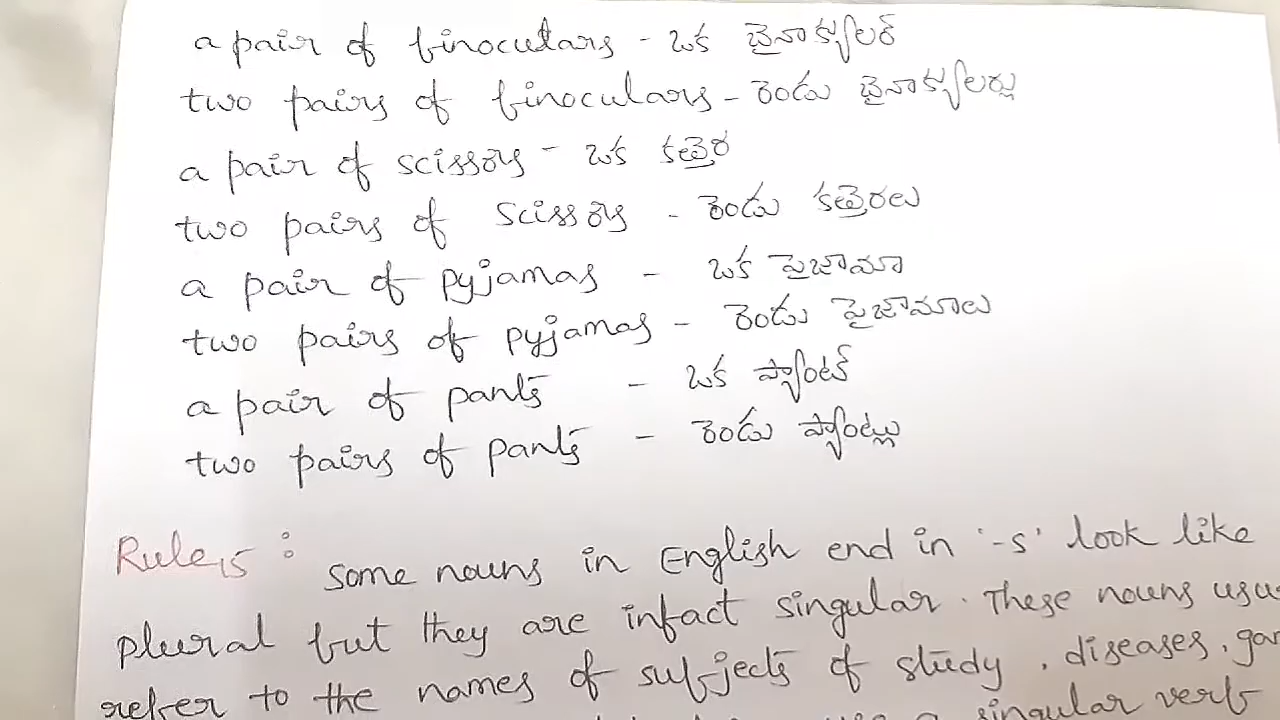 a pair of binoculars - ఒక బైనాక్యులర్
two pairs of binoculars - రెండు బైనాక్యులర్లు
a pair of scissors - ఒక కత్తెర
two pairs of scissors - రెండు కత్తెరలు
a pair of pyjamas - ఒక పైజామా
two pairs of pyjamas - రెండు పైజామాలు
a pair of pants - ఒక ప్యాంట్
two pairs of pants - రెండు ప్యాంట్లు
Rule 15 : Some nouns in English end in '-s' look like
plural but they are infact singular. These nouns
refer to the names of subjects of study, diseases,
a singular verb